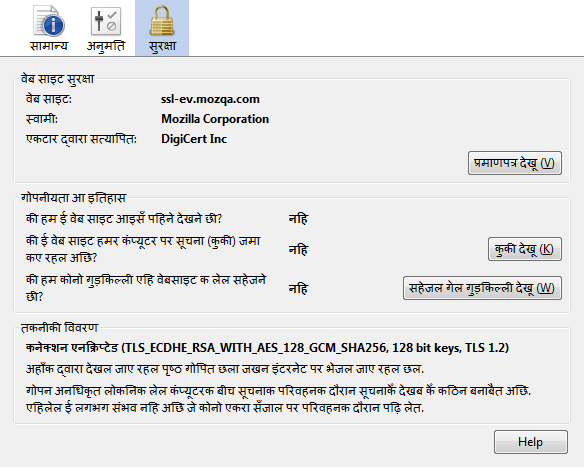 सामान्य अनुमति सुरक्षा
वेब साइट सुरक्षा
वेब साइट: ssl-ev.mozqa.com
स्वामी: Mozilla Corporation
एकटार द्वारा सत्यापित: DigiCert Inc
प्रमाणपत्र देखू (V)
गोपनीयता आ इतिहास
की हम ई वेब साइट आइसँ पहिने देखने छी? नहि
की ई वेब साइट हमर कंप्यूटर पर सूचना (कुकी) जमा
कए रहल अछि? नहि कुकी देखू (K)
की हम कोनो गुड़किल्ली एहि वेबसाइट क लेल सहेजने
छी? नहि सहेजल गेल गुड़किल्ली देखू (W)
तकनीकी विवरण
कनेक्शन एनक्रिप्टेड (TLS_ECDHE_RSA_WITH_AES_128_GCM_SHA256, 128 bit keys, TLS 1.2)
अहाँक द्वारा देखल जाए रहल पृष्ठ गोपित छला जखन इंटरनेट पर भेजल जाए रहल छल.
गोपन अनधिकृत लोकनिक लेल कंप्यूटरक बीच सूचनाक परिवहनक दौरान सूचनाकेँ देखब केँ कठिन बनाबैत अछि.
एहिलेल ई लगभग संभव नहि अछि जे कोनो एकरा सँजाल पर परिवहनक दौरान पढ़ि लेत.
Help